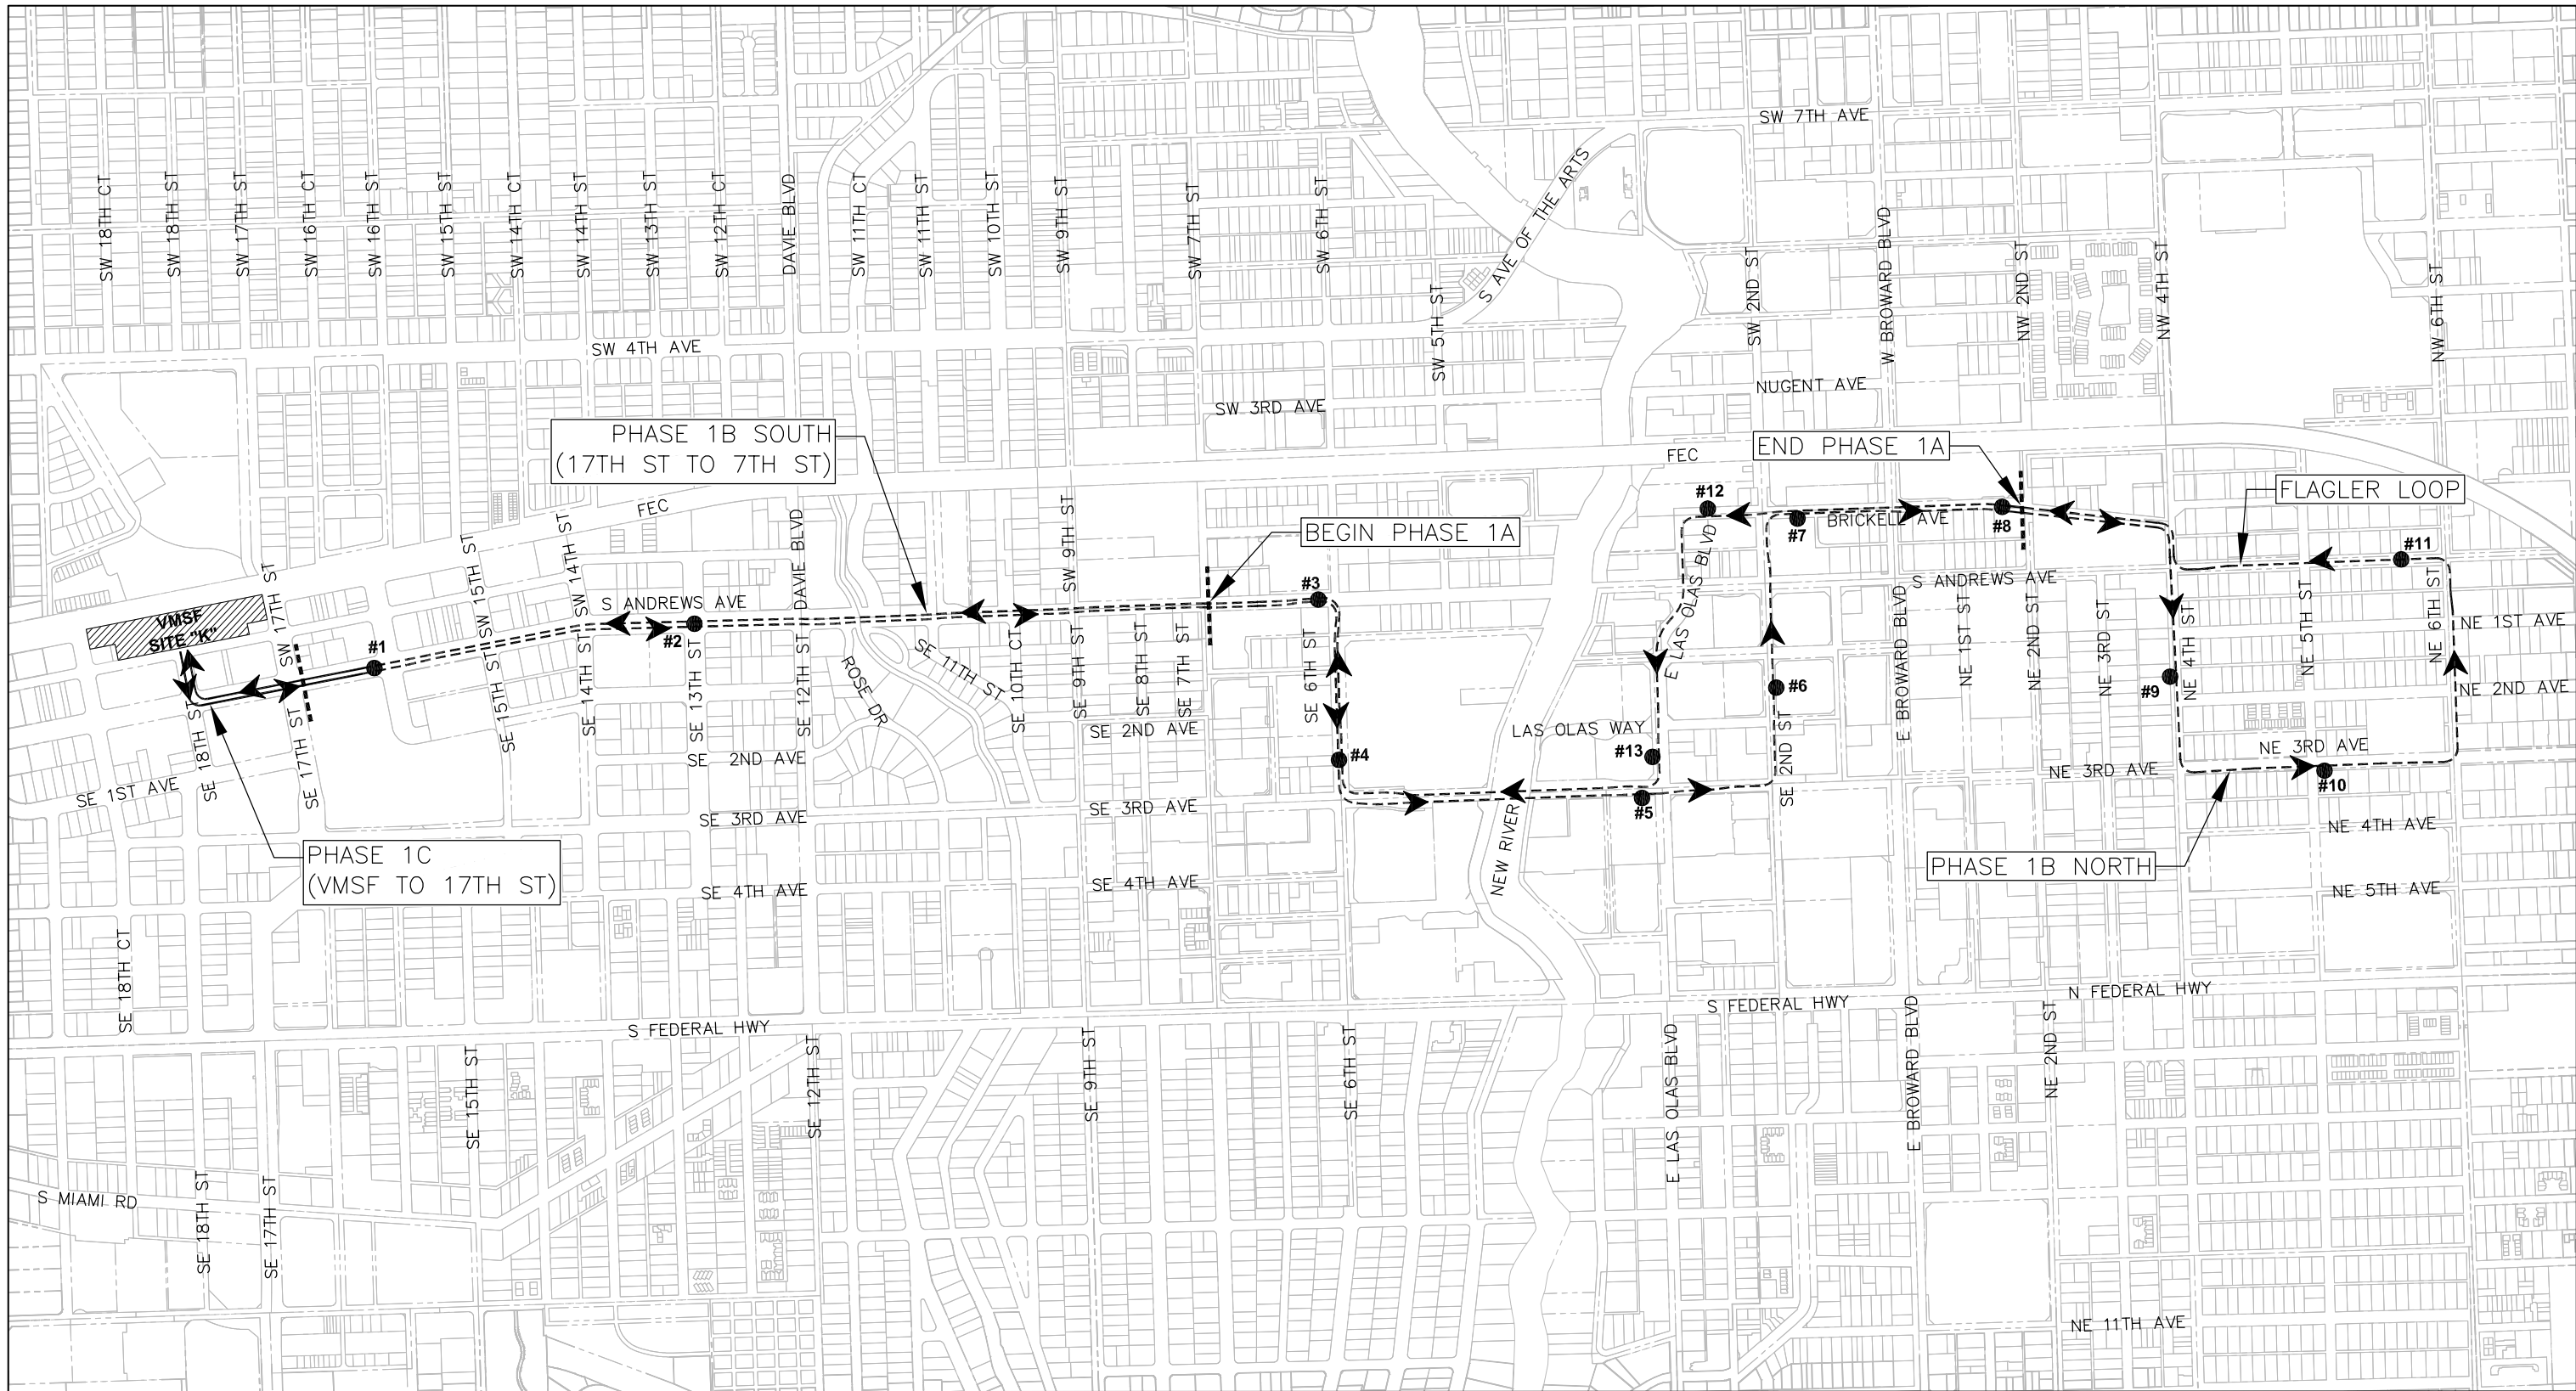 SW 7TH AVE
S AVE OF THE ARTS
SW 18TH CT
SW 18TH ST
SW 17TH ST
SW 16TH CT
SW 16TH ST
SW 15TH ST
SW 14TH CT
SW 14TH ST
SW 13TH ST
SW 12TH CT
DAVIE BLVD
SW 11TH CT
SW 11TH ST
SW 10TH ST
SW 9TH ST
SW 7TH ST
SW 6TH ST
SW 5TH ST
SW 2ND ST
W BROWARD BLVD
NW 2ND ST
NW 4TH ST
NW 6TH ST
SW 4TH AVE
NUGENT AVE
SW 3RD AVE
PHASE 1B SOUTH
(17TH ST TO 7TH ST)
END PHASE 1A
FEC
FLAGLER LOOP
FEC
#12
#7
BRICKELL AVE
#8
BEGIN PHASE 1A
SW 9TH ST
DAVIE BLVD
SW 14TH ST
SW 15TH ST
SW 17TH ST
SW
#11
S ANDREWS AVE
#3
S ANDREWS AVE
E LAS OLAS BLVD
E LAS OLAS BLVD
VMSF
SITE "K"
#1
#2
SE 18TH ST
SE 17TH ST
SE 15TH ST
SE 14TH ST
SE 13TH ST
SE 12TH ST
ROSE DR
SE 11TH ST
SE 10TH CT
SE 9TH ST
SE 8TH ST
SE 7TH ST
SE 6TH ST
#6
E BROWARD BLVD
NE 1ST ST
NE 2ND ST
NE 3RD ST
NE 4TH ST
NE 5TH ST
NE 6TH ST
NE 1ST AVE
#9
NE 2ND AVE
SE 2ND AVE
LAS OLAS WAY
#13
#4
SE 2ND ST
NE 3RD AVE
NE 3RD AVE
SE 2ND AVE
#10
SE 1ST AVE
SE 3RD AVE
SE 3RD AVE
#5
NE 4TH AVE
NEW RIVER
PHASE 1C
(VMSF TO 17TH ST)
PHASE 1B NORTH
SE 4TH AVE
SE 4TH AVE
NE 5TH AVE
SE 18TH CT
S FEDERAL HWY
S FEDERAL HWY
N FEDERAL HWY
SE 15TH ST
SE 12TH ST
SE 9TH ST
SE 6TH ST
E LAS OLAS BLVD
E BROWARD BLVD
NE 2ND ST
S MIAMI RD
SE 18TH ST
SE 17TH ST
NE 11TH AVE